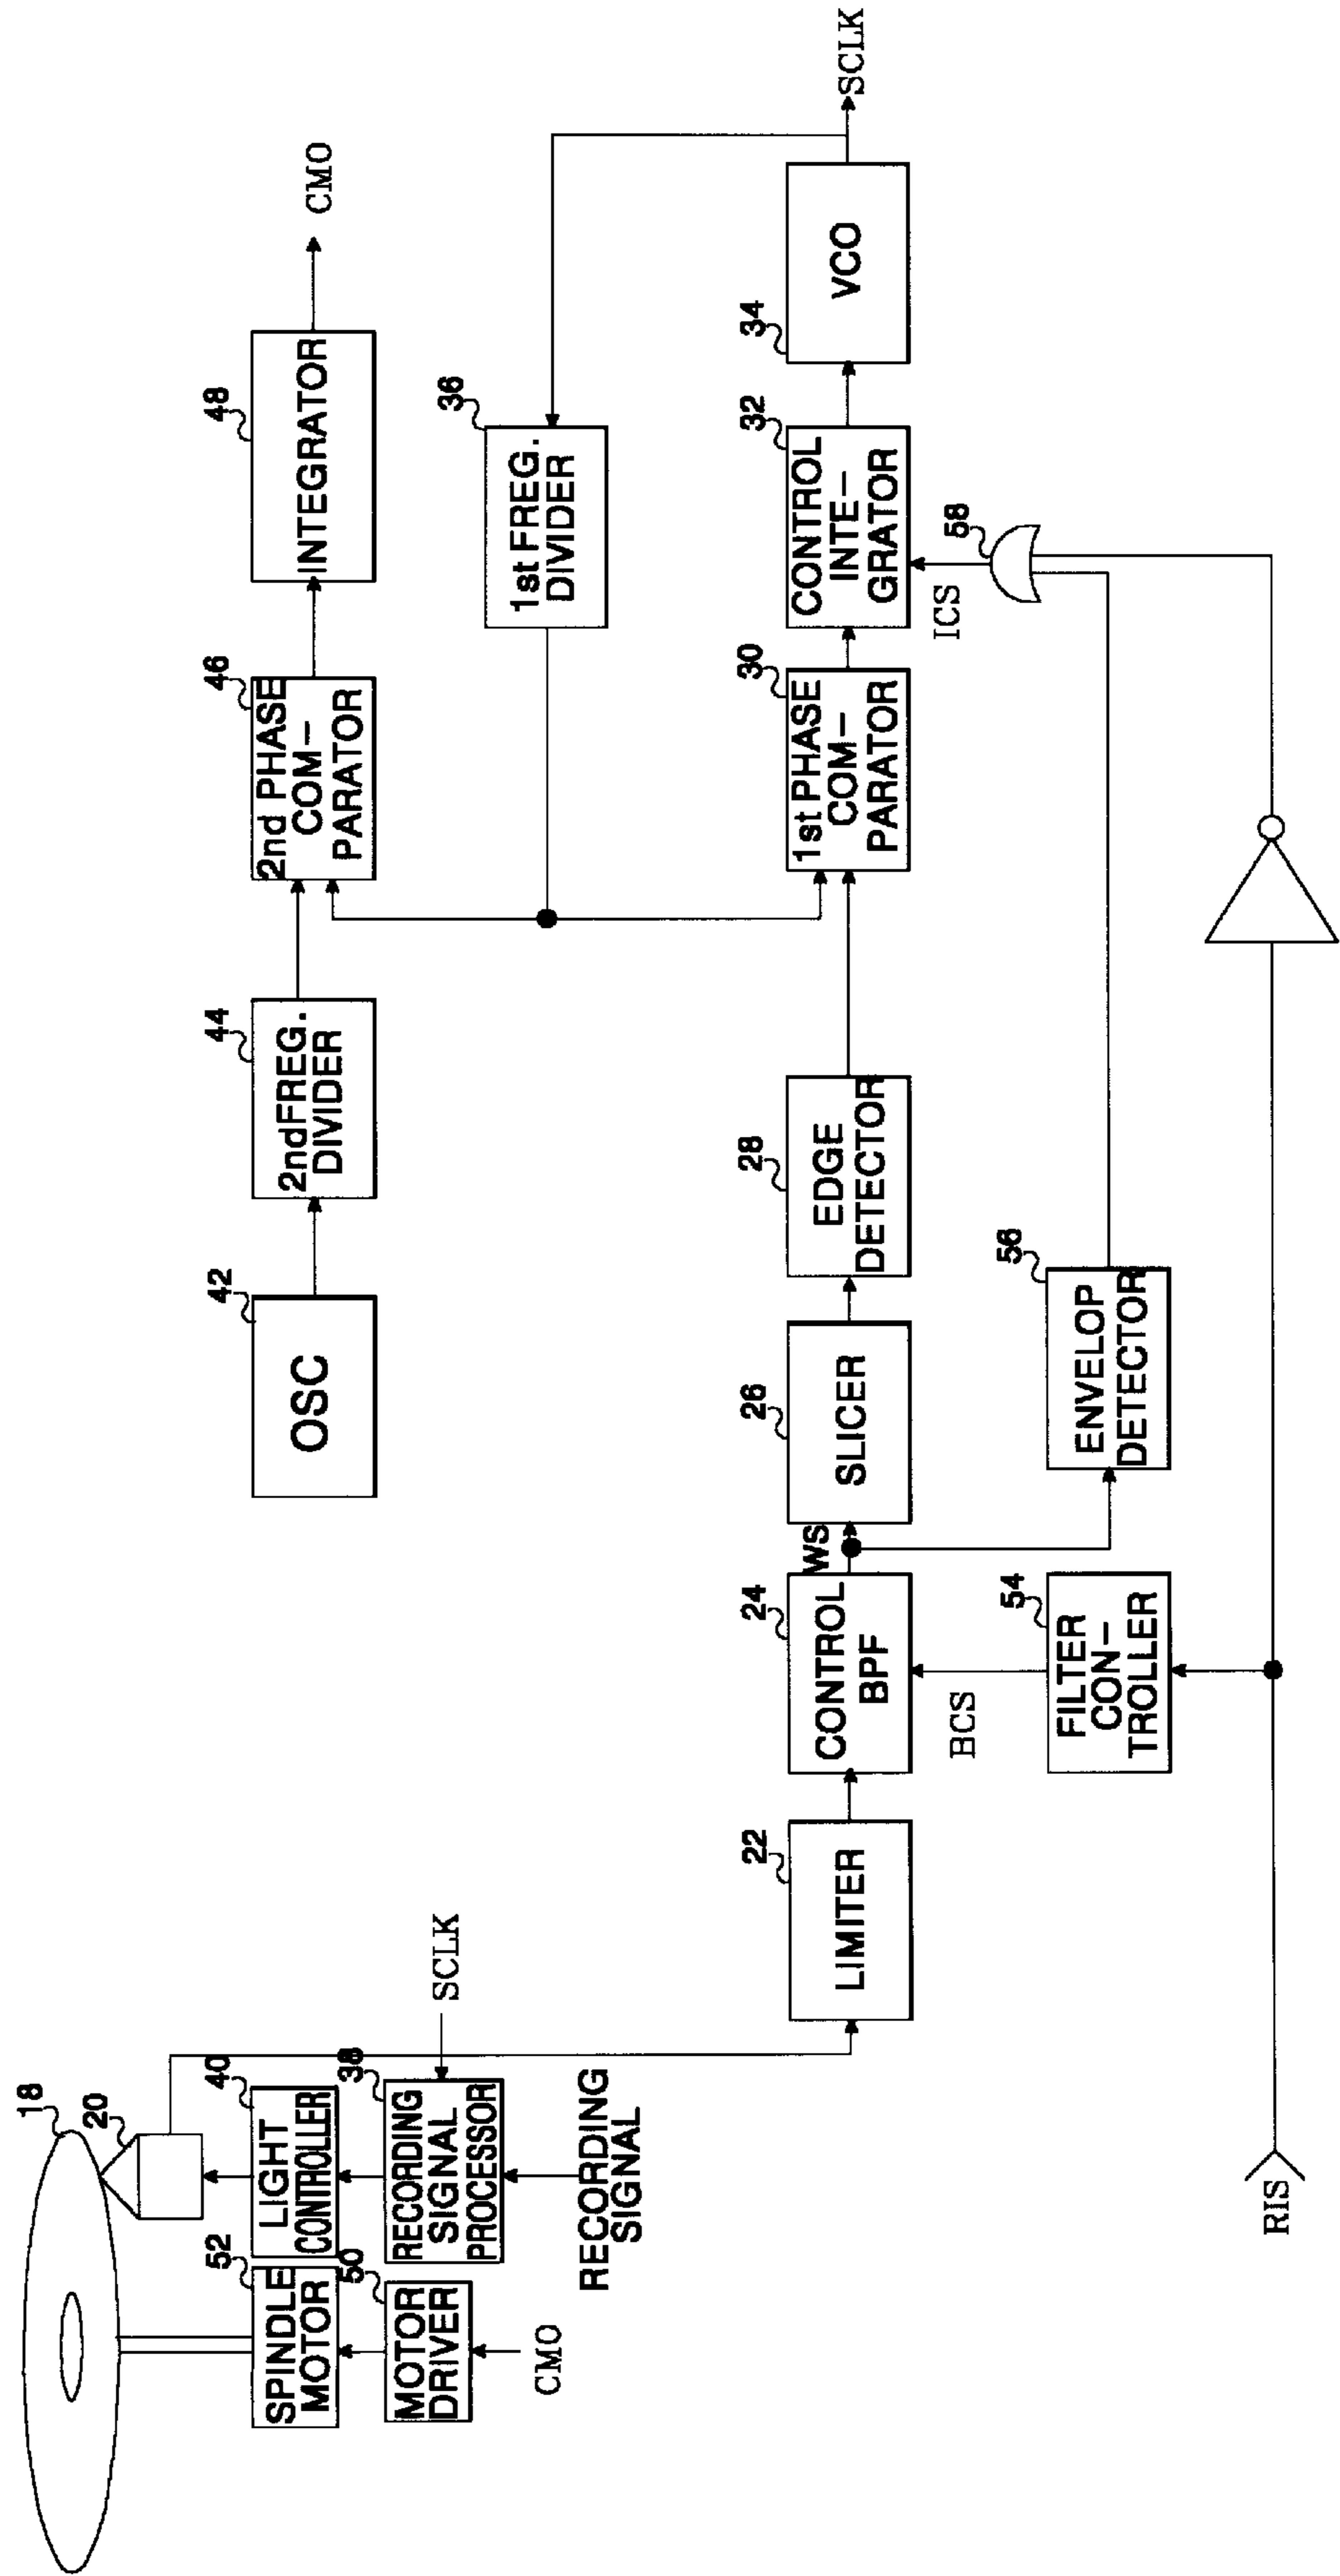 18
20
40
LIGHT
CONTROLLER
38
RECORDING
SIGNAL
PROCESSOR
SCLK
RECORDING
SIGNAL
52
SPINDLE
MOTOR
50
MOTOR
DRIVER
CMO
42
OSC
44
2ndFREG.
DIVIDER
46
2nd PHASE
COM-
PARATOR
48
INTEGRATOR
CMO
36
1st FREG.
DIVIDER
22
LIMITER
24
CONTROL
BPF
WS
26
SLICER
28
EDGE
DETECTOR
30
1st PHASE
COM-
PARATOR
32
CONTROL
INTE-
GRATOR
34
VCO
SCLK
BCS
54
FILTER
CON-
TROLLER
56
ENVELOP
DETECTOR
ICS
58
RIS